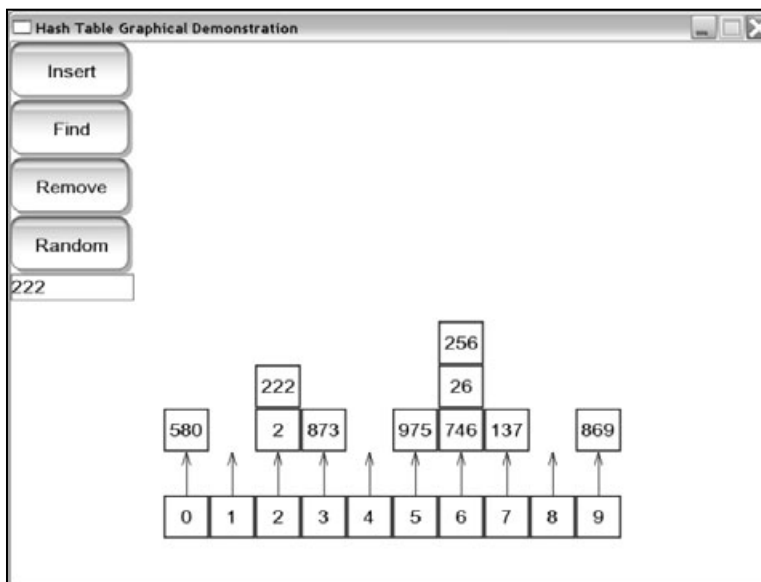 Hash Table Graphical Demonstration
Insert
Find
Remove
Random
222
256
222 26
580 2 873 975 746 137 869
0 1 2 3 4 5 6 7 8 9